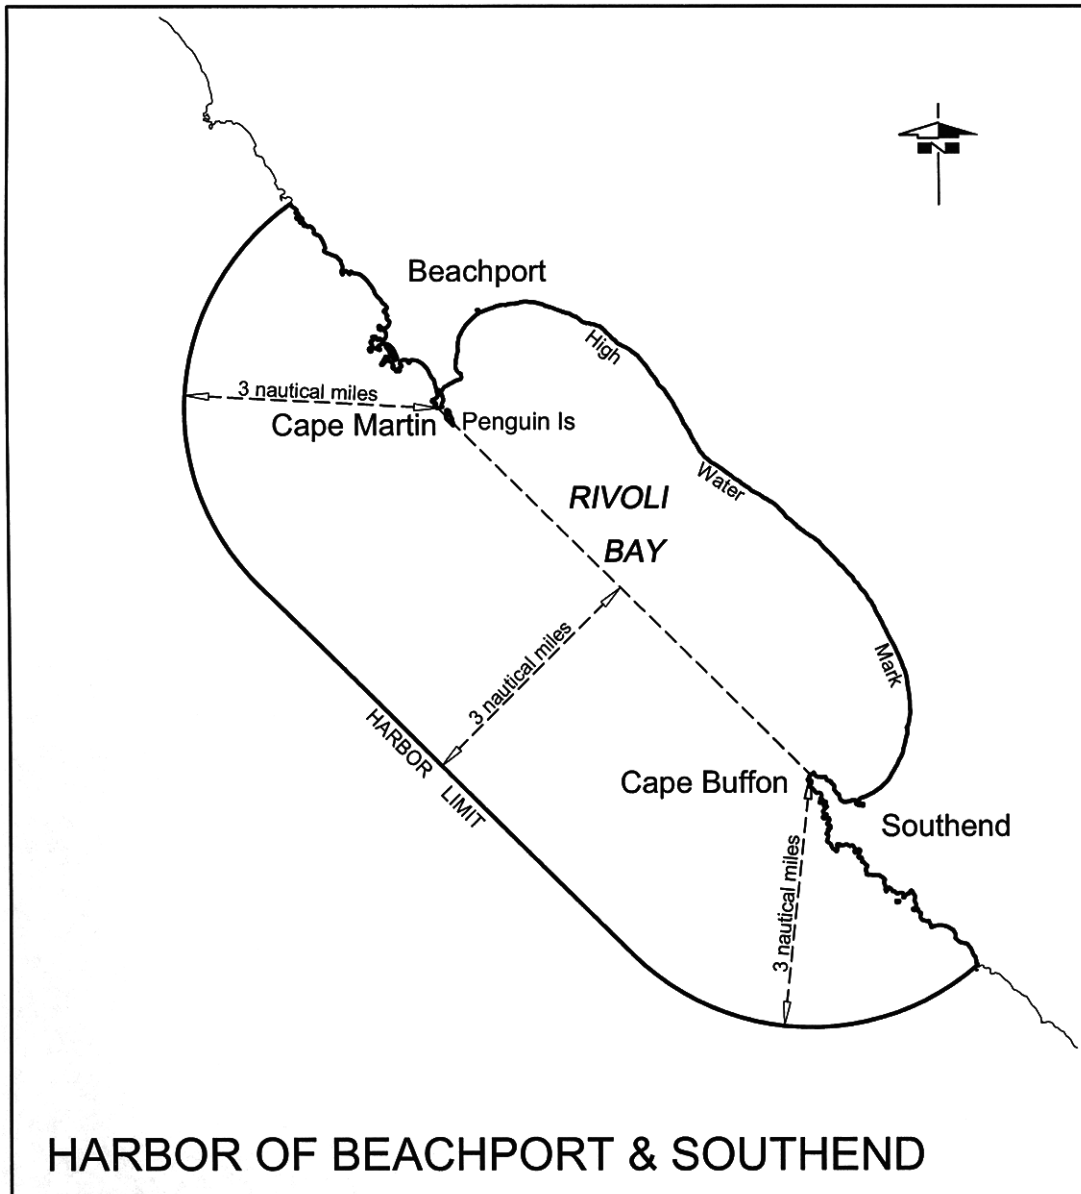 N
Beachport
High
3 nautical miles
Cape Martin
Penguin Is
Water
RIVOLI
BAY
3 nautical miles
Mark
HARBOR
LIMIT
Cape Buffon
Southend
3 nautical miles
HARBOR OF BEACHPORT & SOUTHEND